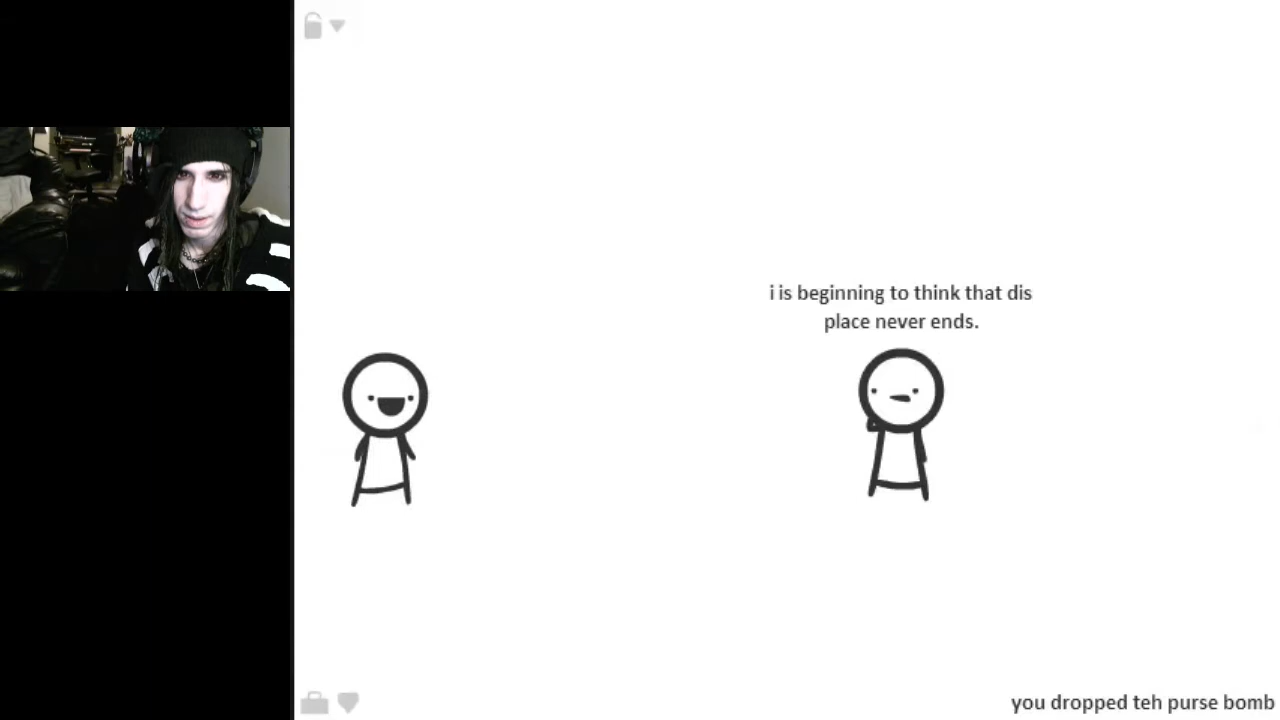 i is beginning to think that dis
place never ends.
you dropped teh purse bomb